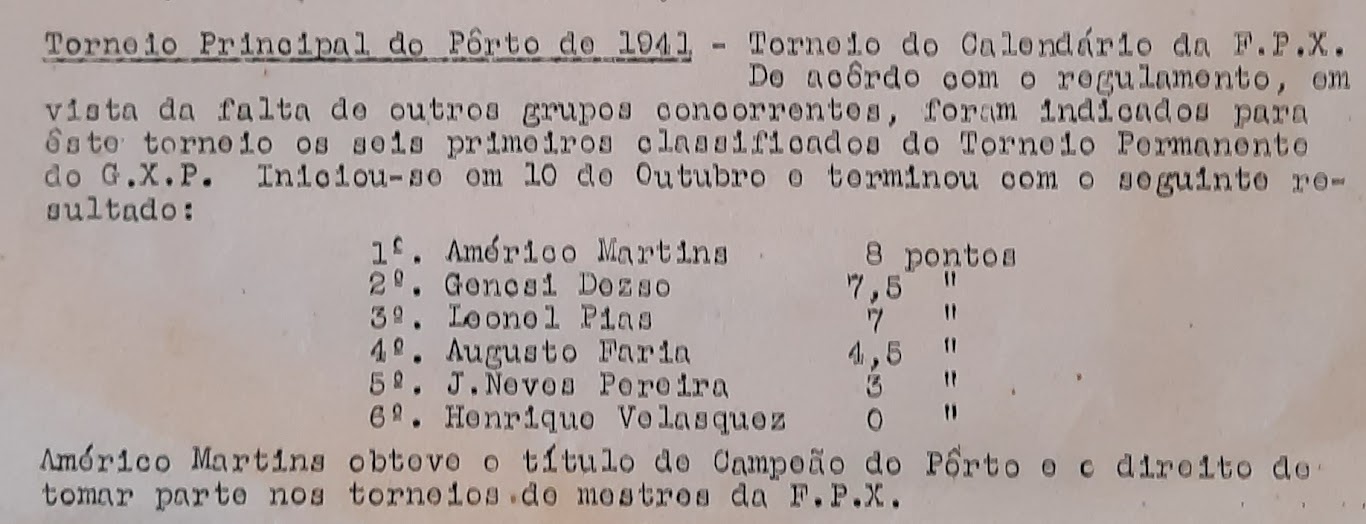 Torneio Principal do Pôrto de 1941 - Torneio do Calendário da F.P.X.
De acôrdo com o regulamento, em
vista da falta de outros grupos concorrentes, foram indicados para
êste torneio os seis primeiros classificados do Torneio Permanente
do G.X.P. Iniciou-se em 10 de Outubro e terminou com o seguinte re-
sultado:
1º. Américo Martins 8 pontos
2º. Genesi Dezso 7,5 "
3º. Leonel Pias 7 "
4º. Augusto Faria 4,5 "
5º. J.Neves Pereira 3 "
6º. Henrique Velasquez 0 "
Américo Martins obteve o título de Campeão do Pôrto e o direito de
tomar parte nos torneios de mestres da F.P.X.